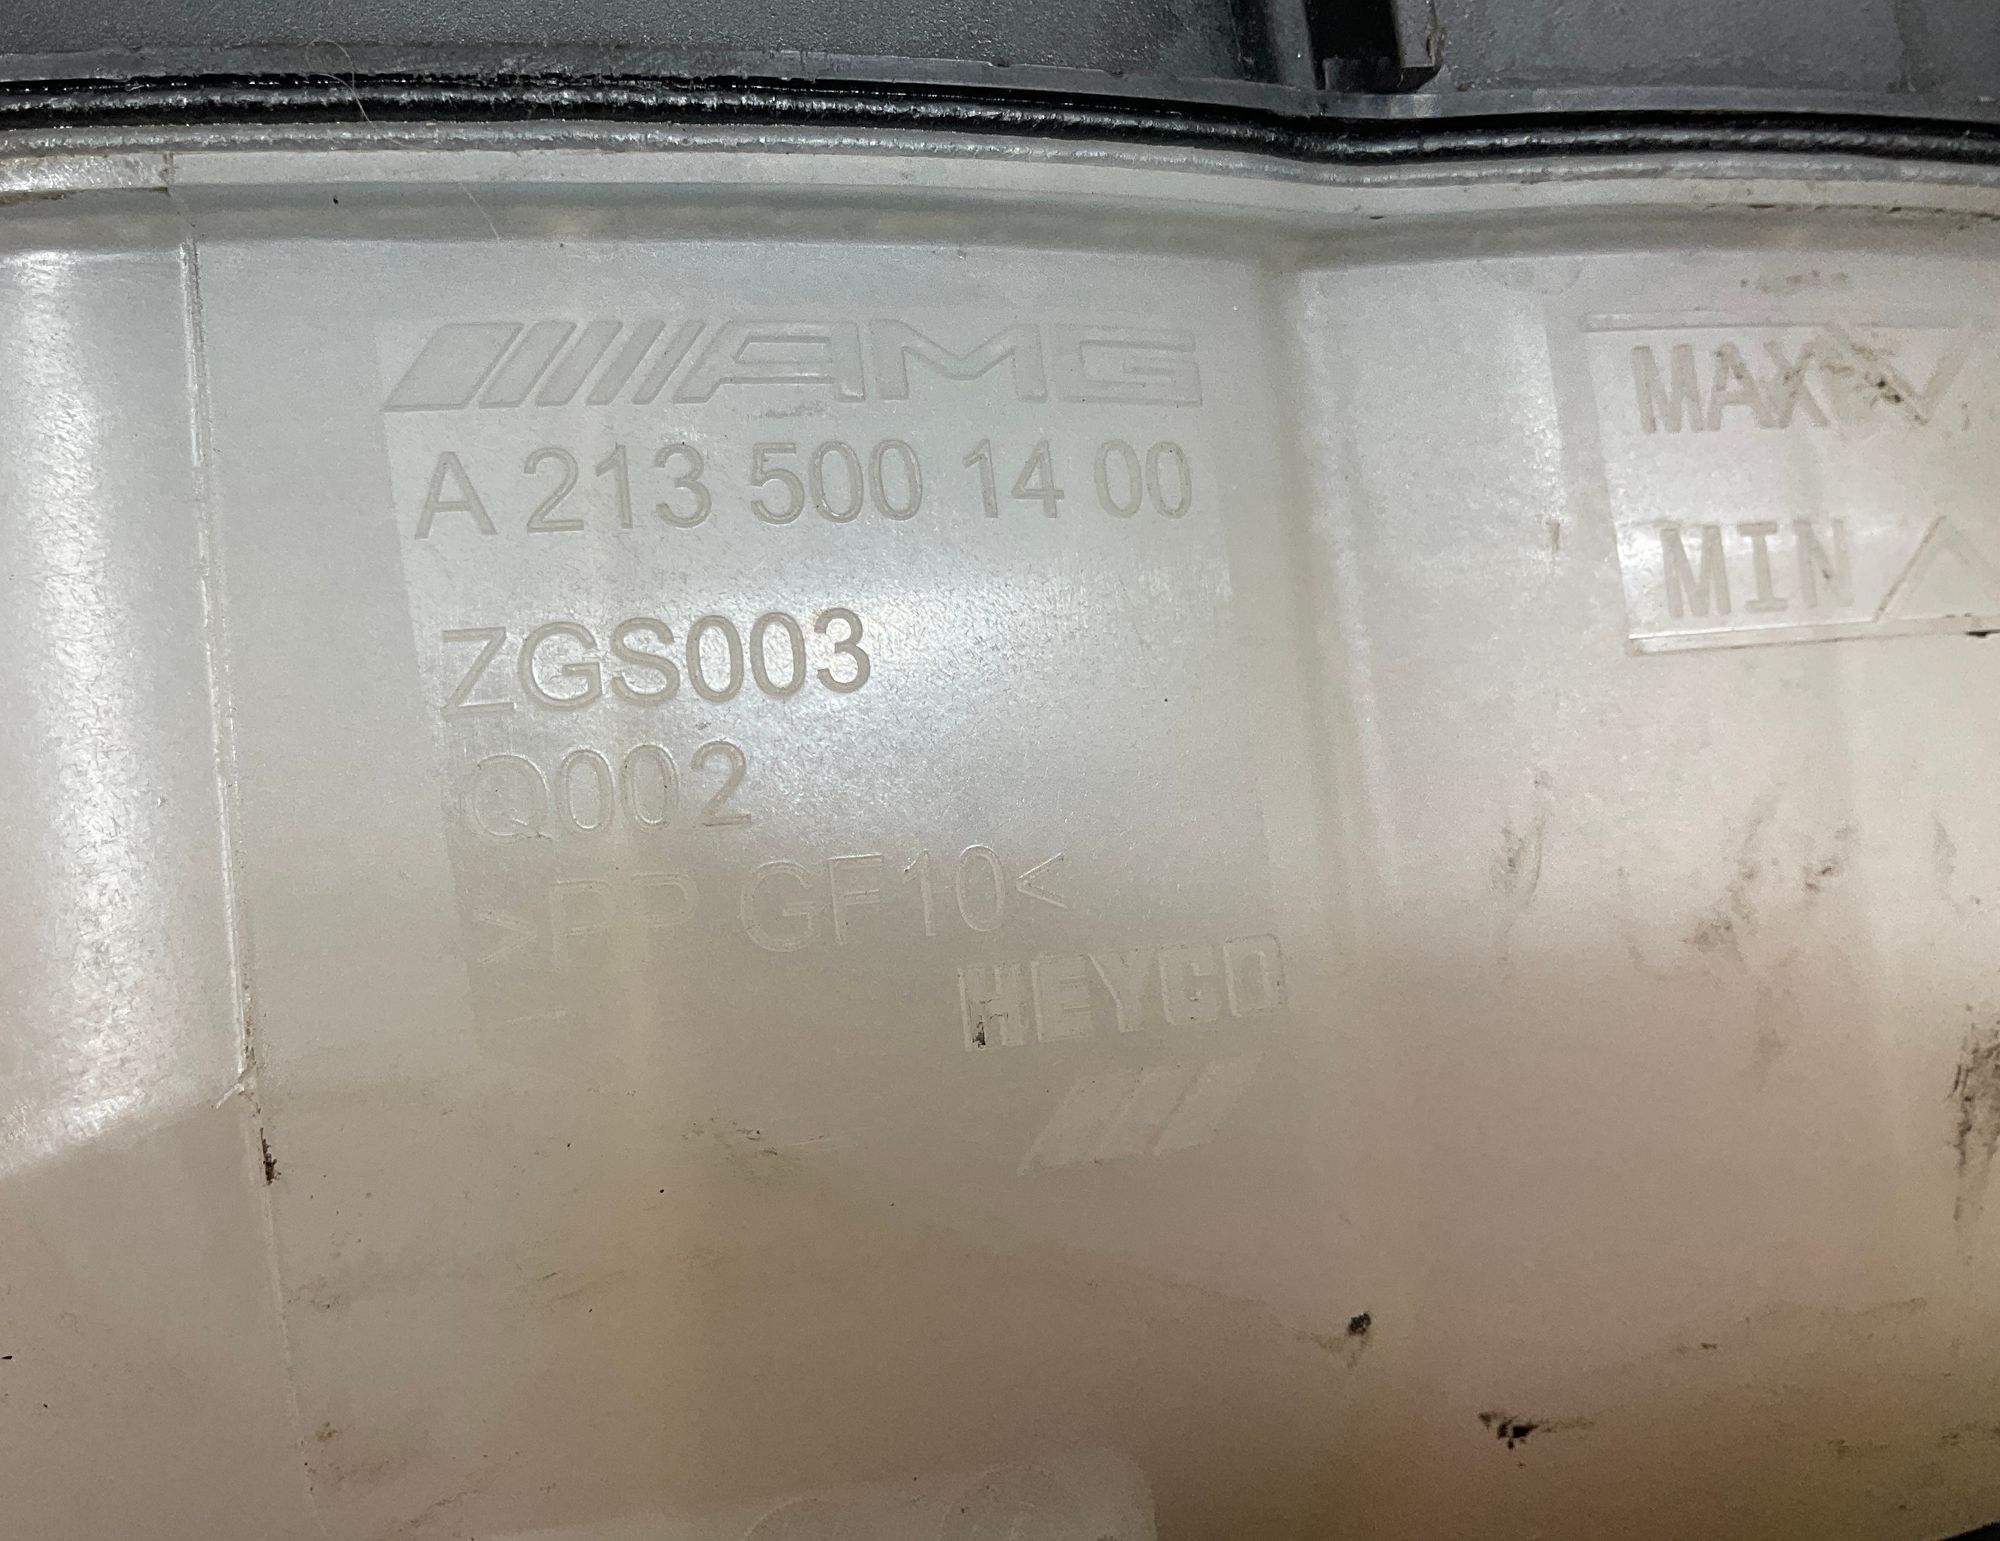 AMG
A 213 500 14 00
ZGS003
Q002
>PP GF10<
HEYCO
MAX
MIN